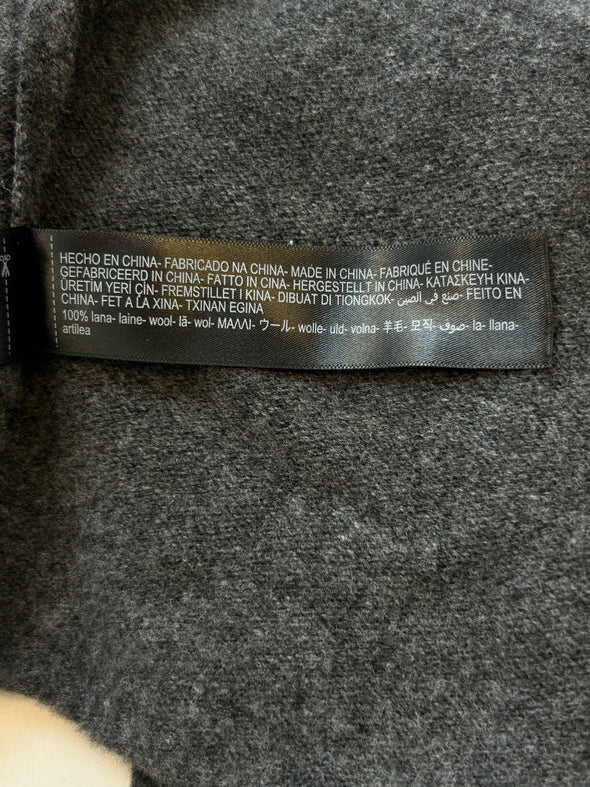 HECHO EN CHINA- FABRICADO NA CHINA- MADE IN CHINA- FABRIQUÉ EN CHINE-
GEFABRICEERD IN CHINA- FATTO IN CINA- HERGESTELLT IN CHINA- ΚΑΤΑΣΚΕΥΗ ΚΙΝΑ-
ÜRETİM YERİ ÇİN- FREMSTILLET I KINA- DIBUAT DI TIONGKOK- صنع في الصين- FEITO EN
CHINA- FET A LA XINA- TXINAN EGINA
100% lana- laine- wool- lã- wol- ΜΑΛΛΙ- ウール- wolle- uld- volna- 羊毛- 모직- صوف- la- llana-
artilea